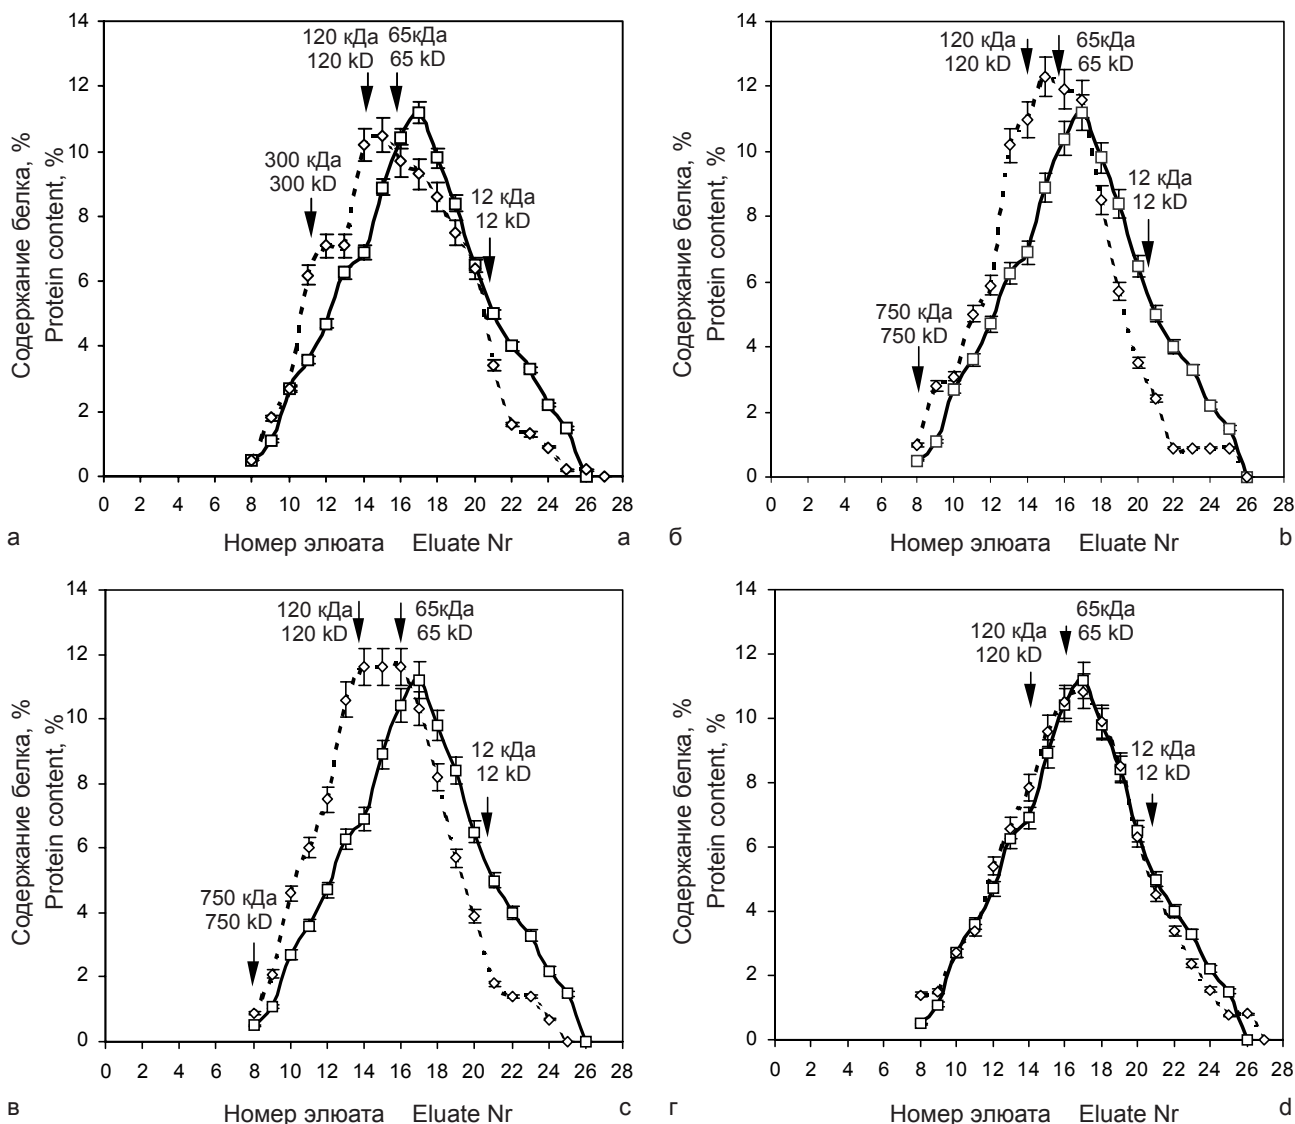 14
12
10
8
6
4
2
0
0 2 4 6 8 10 12 14 16 18 20 22 24 26 28
Содержание белка, %
Protein content, %
120 кДа
120 kD
65кДа
65 kD
300 кДа
300 kD
12 кДа
12 kD
Номер элюата Eluate Nr
а
a
14
12
10
8
6
4
2
0
0 2 4 6 8 10 12 14 16 18 20 22 24 26 28
Содержание белка, %
Protein content, %
120 кДа
120 kD
65кДа
65 kD
12 кДа
12 kD
750 кДа
750 kD
Номер элюата Eluate Nr
б
b
14
12
10
8
6
4
2
0
0 2 4 6 8 10 12 14 16 18 20 22 24 26 28
Содержание белка, %
Protein content, %
120 кДа
120 kD
65кДа
65 kD
12 кДа
12 kD
750 кДа
750 kD
Номер элюата Eluate Nr
в
c
14
12
10
8
6
4
2
0
0 2 4 6 8 10 12 14 16 18 20 22 24 26 28
Содержание белка, %
Protein content, %
65кДа
65 kD
120 кДа
120 kD
12 кДа
12 kD
Номер элюата Eluate Nr
г
d